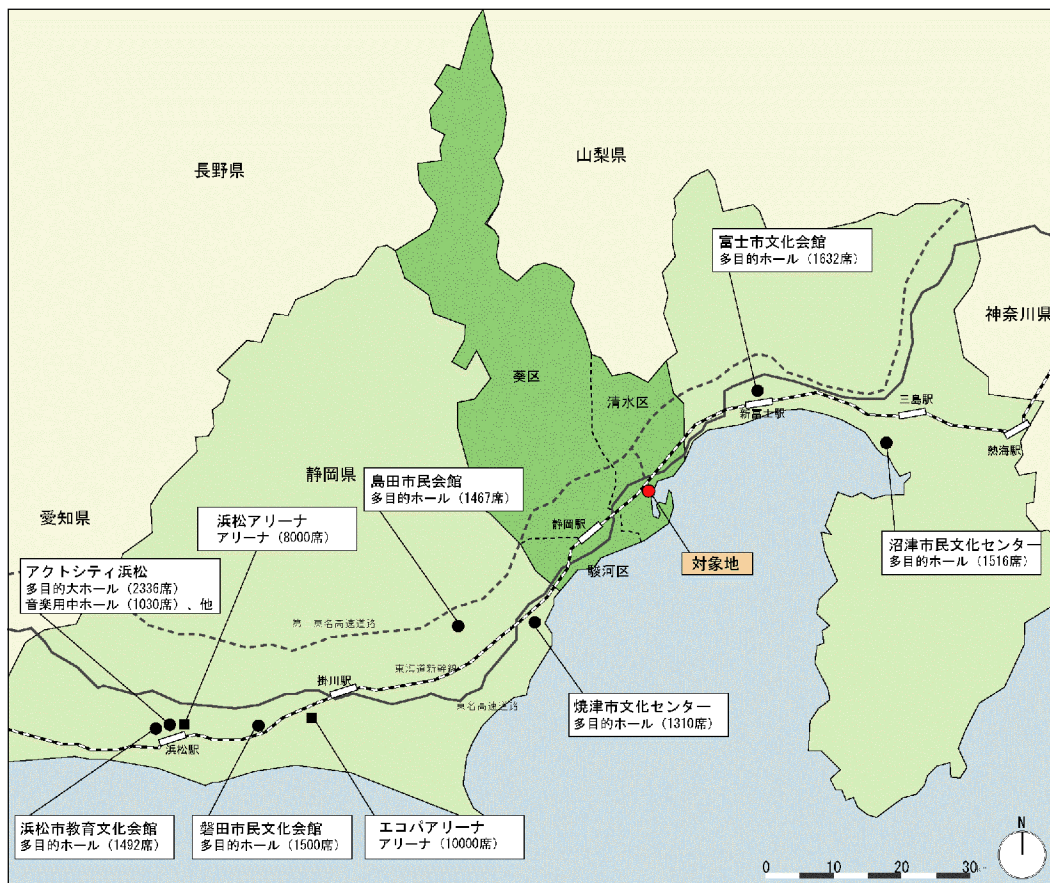 長野県
山梨県
富士市文化会館
多目的ホール（1632席）
神奈川県
葵区
清水区
三島駅
新富士駅
熱海駅
静岡県
島田市民会館
多目的ホール（1467席）
愛知県
浜松アリーナ
アリーナ（8000席）
静岡駅
駿河区
対象地
沼津市民文化センター
多目的ホール（1516席）
アクトシティ浜松
多目的大ホール（2336席）
音楽用中ホール（1030席）、他
第二東名高速道路
東海道新幹線
掛川駅
東名高速道路
焼津市文化センター
多目的ホール（1310席）
浜松駅
浜松市教育文化会館
多目的ホール（1492席）
磐田市民文化会館
多目的ホール（1500席）
エコパアリーナ
アリーナ（10000席）
N
0 10 20 30